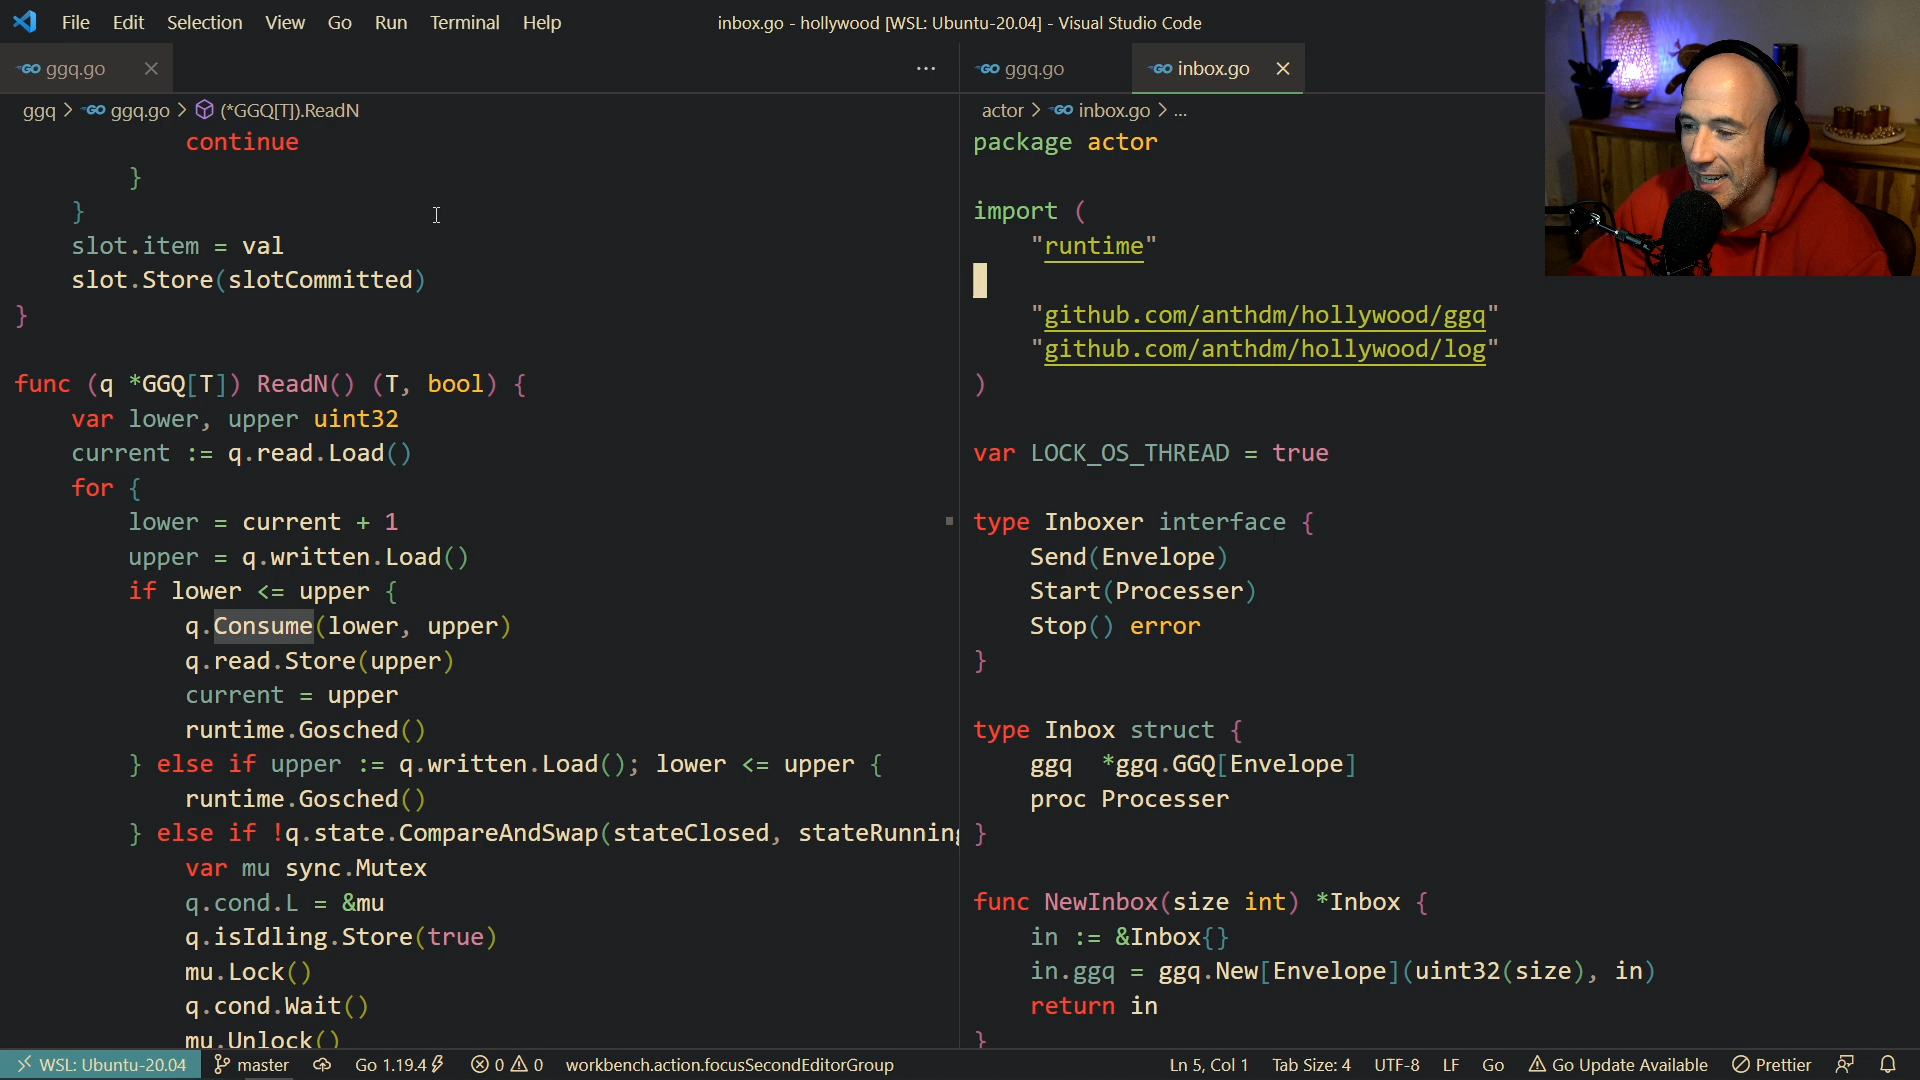 File Edit Selection View Go Run Terminal Help
inbox.go - hollywood [WSL: Ubuntu-20.04] - Visual Studio Code
GO ggq.go
ggq > GO ggq.go > (*GGQ[T]).ReadN
continue
}
}
slot.item = val
slot.Store(slotCommitted)
}
func (q *GGQ[T]) ReadN() (T, bool) {
var lower, upper uint32
current := q.read.Load()
for {
lower = current + 1
upper = q.written.Load()
if lower <= upper {
q.Consume(lower, upper)
q.read.Store(upper)
current = upper
runtime.Gosched()
} else if upper := q.written.Load(); lower <= upper {
runtime.Gosched()
} else if !q.state.CompareAndSwap(stateClosed, stateRunning
var mu sync.Mutex
q.cond.L = &mu
q.isIdling.Store(true)
mu.Lock()
q.cond.Wait()
mu.Unlock()
GO ggq.go
GO inbox.go
actor > GO inbox.go > ...
package actor
import (
"runtime"
"github.com/anthdm/hollywood/ggq"
"github.com/anthdm/hollywood/log"
)
var LOCK_OS_THREAD = true
type Inboxer interface {
Send(Envelope)
Start(Processer)
Stop() error
}
type Inbox struct {
ggq *ggq.GGQ[Envelope]
proc Processer
}
func NewInbox(size int) *Inbox {
in := &Inbox{}
in.ggq = ggq.New[Envelope](uint32(size), in)
return in
}
WSL: Ubuntu-20.04 master Go 1.19.4 0 0 workbench.action.focusSecondEditorGroup Ln 5, Col 1 Tab Size: 4 UTF-8 LF Go Go Update Available Prettier